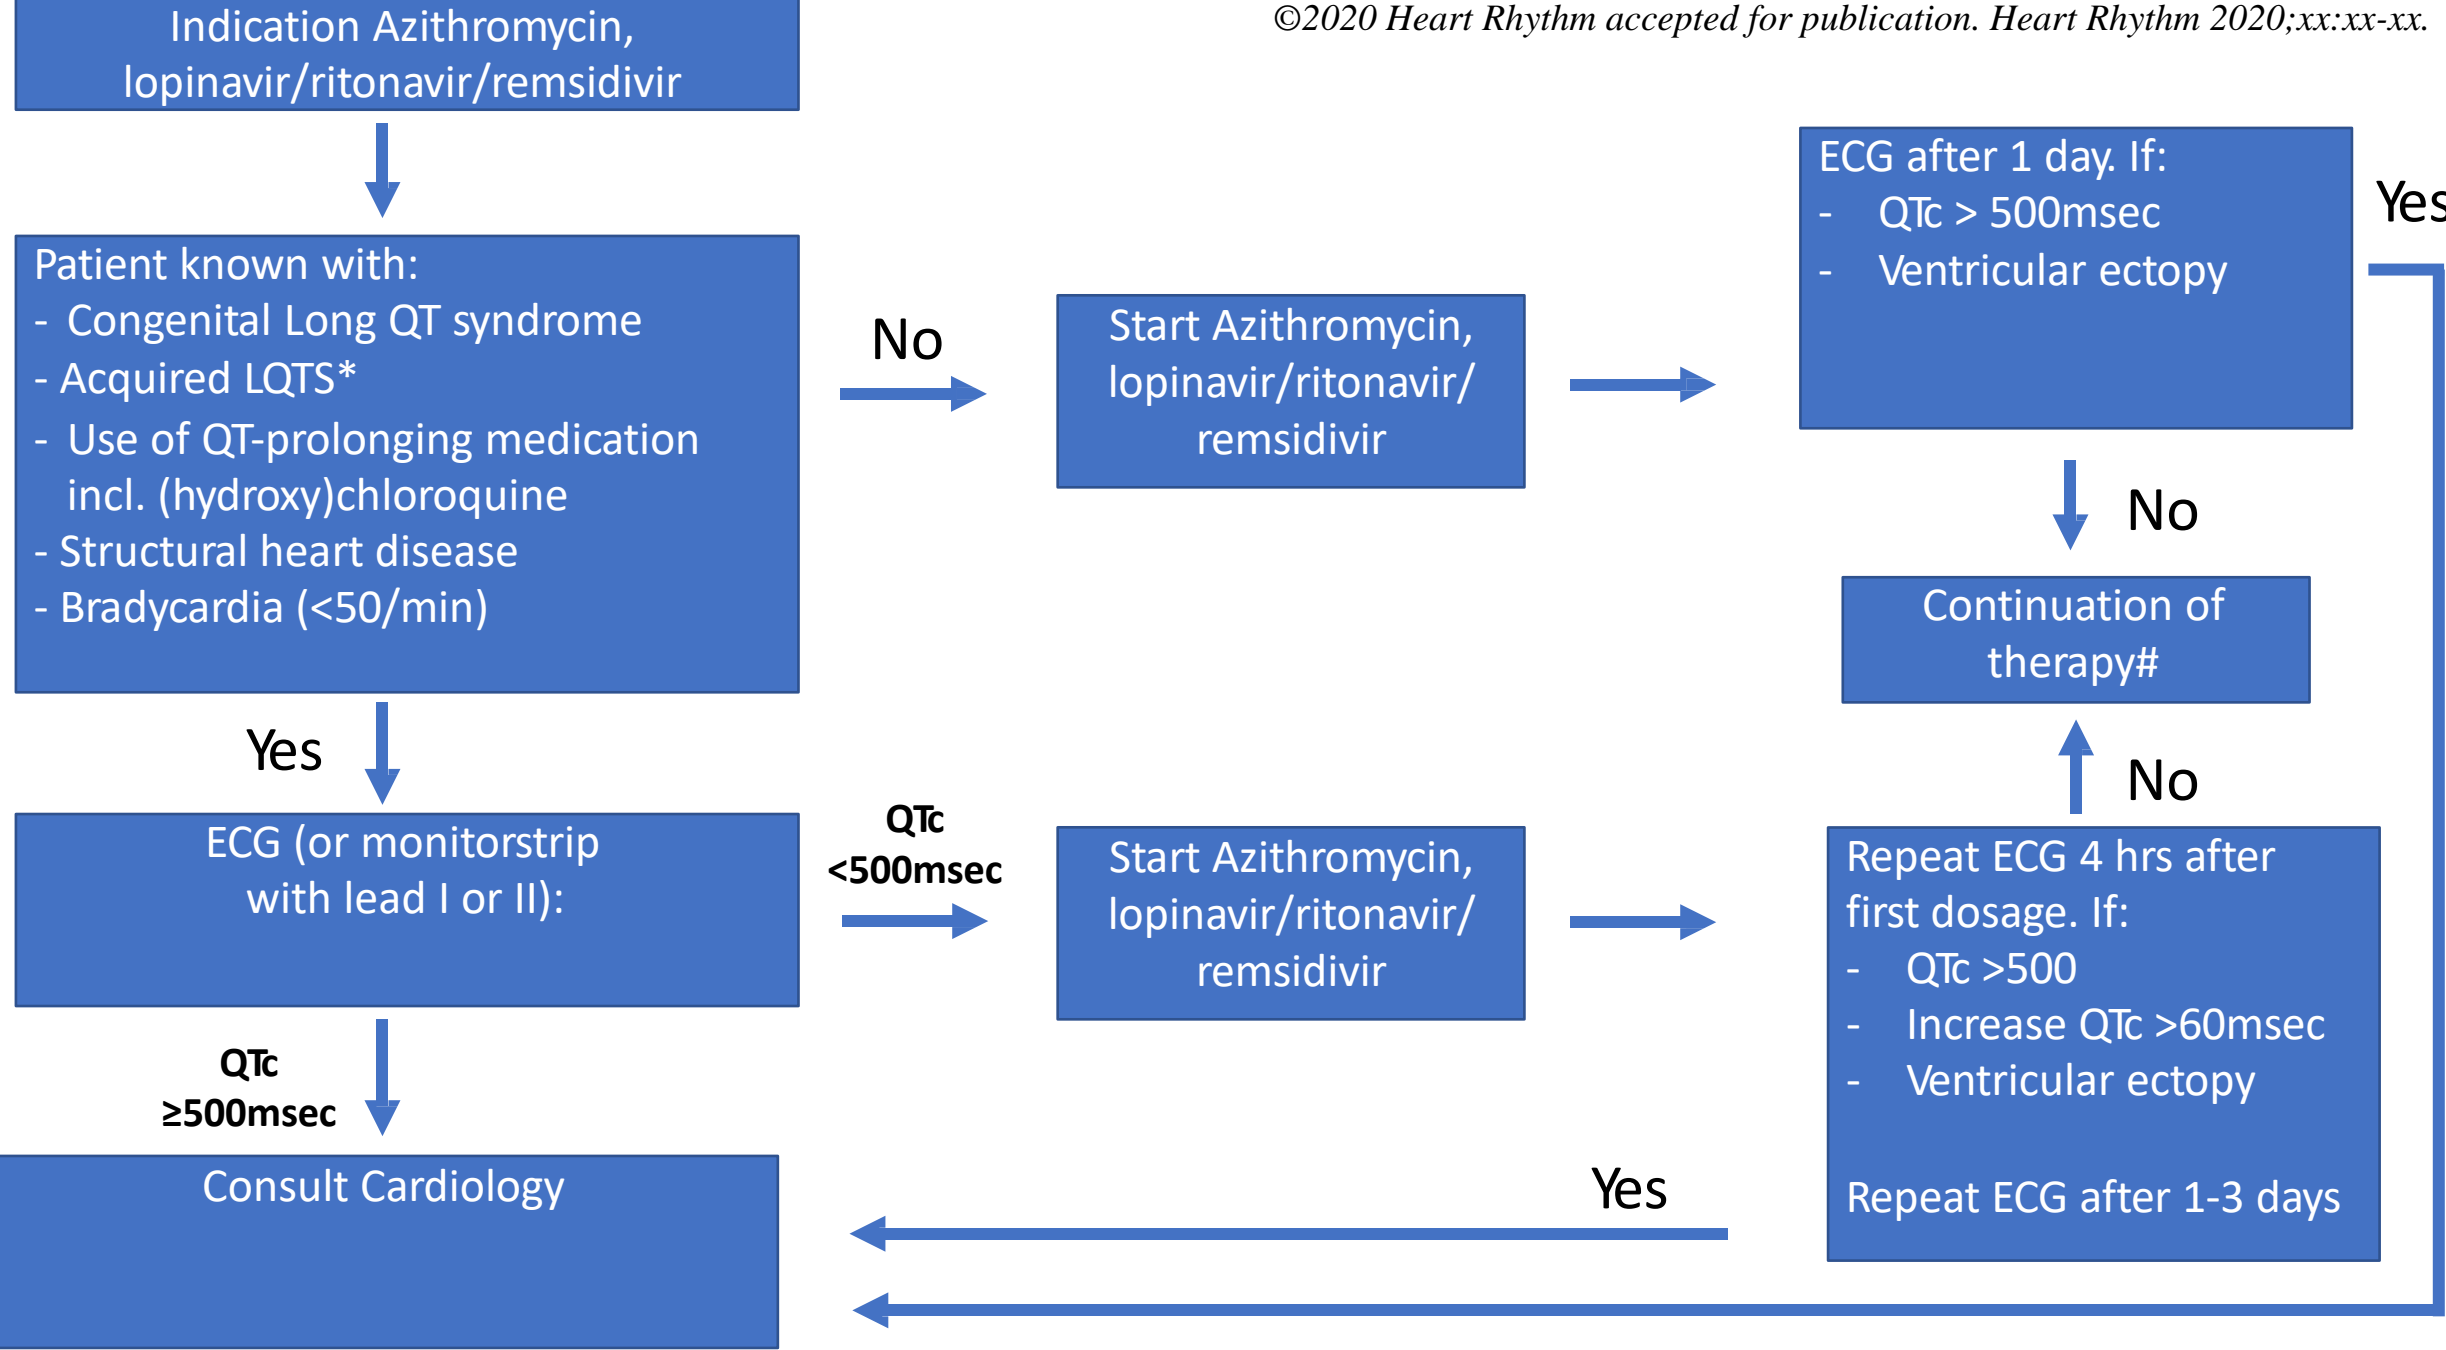 ©2020 Heart Rhythm accepted for publication. Heart Rhythm 2020;xx:xx-xx.
Indication Azithromycin,
lopinavir/ritonavir/remsidivir
Patient known with:
- Congenital Long QT syndrome
- Acquired LQTS*
- Use of QT-prolonging medication
incl. (hydroxy)chloroquine
- Structural heart disease
- Bradycardia (<50/min)
No
Start Azithromycin,
lopinavir/ritonavir/
remsidivir
ECG after 1 day. If:
- QTc > 500msec
- Ventricular ectopy
Yes
No
Continuation of
therapy#
Yes
ECG (or monitorstrip
with lead I or II):
QTc
<500msec
Start Azithromycin,
lopinavir/ritonavir/
remsidivir
No
Repeat ECG 4 hrs after
first dosage. If:
- QTc >500
- Increase QTc >60msec
- Ventricular ectopy
Repeat ECG after 1-3 days
QTc
≥500msec
Yes
Consult Cardiology